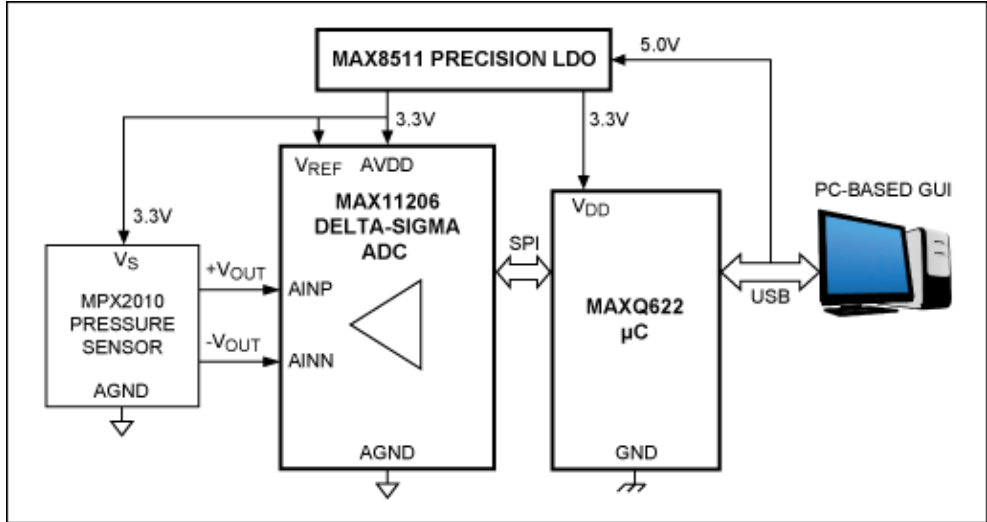 MAX8511 PRECISION LDO
5.0V
3.3V
3.3V
VREF AVDD
MAX11206
DELTA-SIGMA
ADC
3.3V
VS
MPX2010
PRESSURE
SENSOR
AGND
+VOUT
-VOUT
AINP
AINN
AGND
SPI
VDD
MAXQ622
µC
GND
USB
PC-BASED GUI